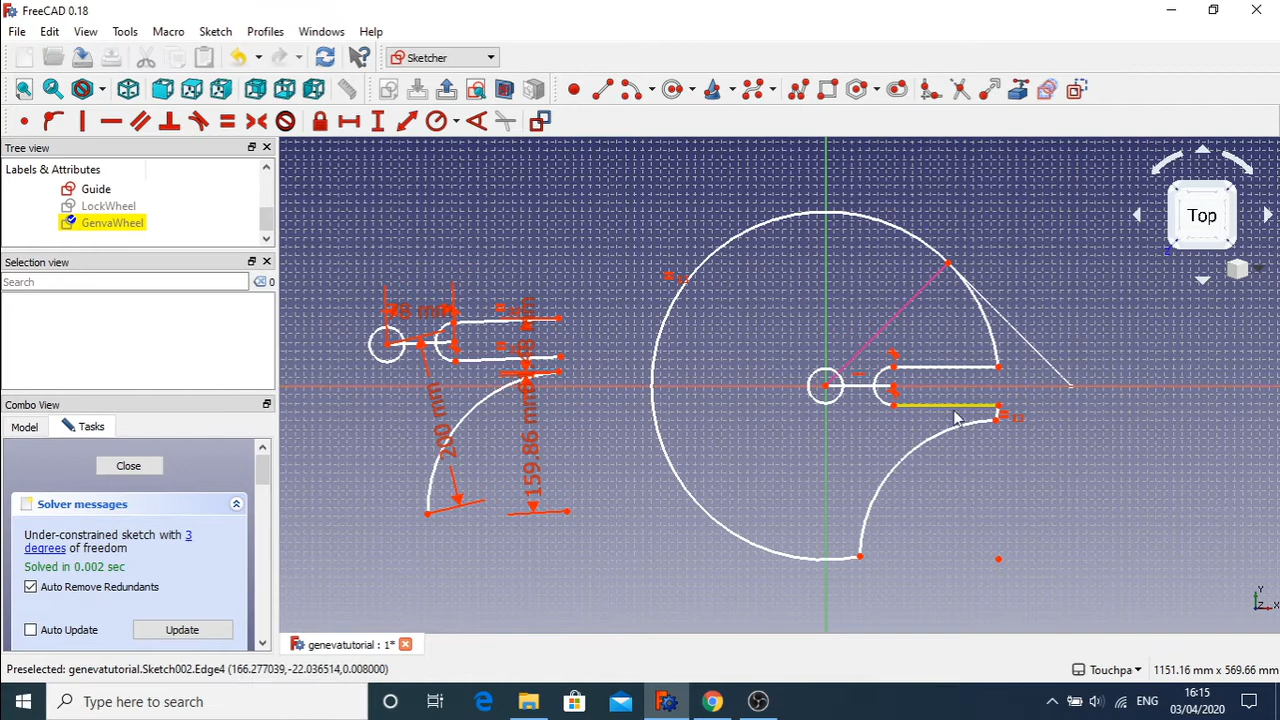 FreeCAD 0.18
File Edit View Tools Macro Sketch Profiles Windows Help
Sketcher
Tree view
Labels & Attributes
Guide
LockWheel
GenvaWheel
Selection view
Search
0
Combo View
Model Tasks
Close
Solver messages
Under-constrained sketch with 3
degrees of freedom
Solved in 0.002 sec
Auto Remove Redundants
Auto Update Update
200 mm
159.86 mm
Top
Y
Z X
genevatutorial : 1*
Preselected: genevatutorial.Sketch002.Edge4 (166.277039,-22.036514,0.008000)
Touchpa
1151.16 mm x 569.66 mm
Type here to search
ENG
16:15
03/04/2020